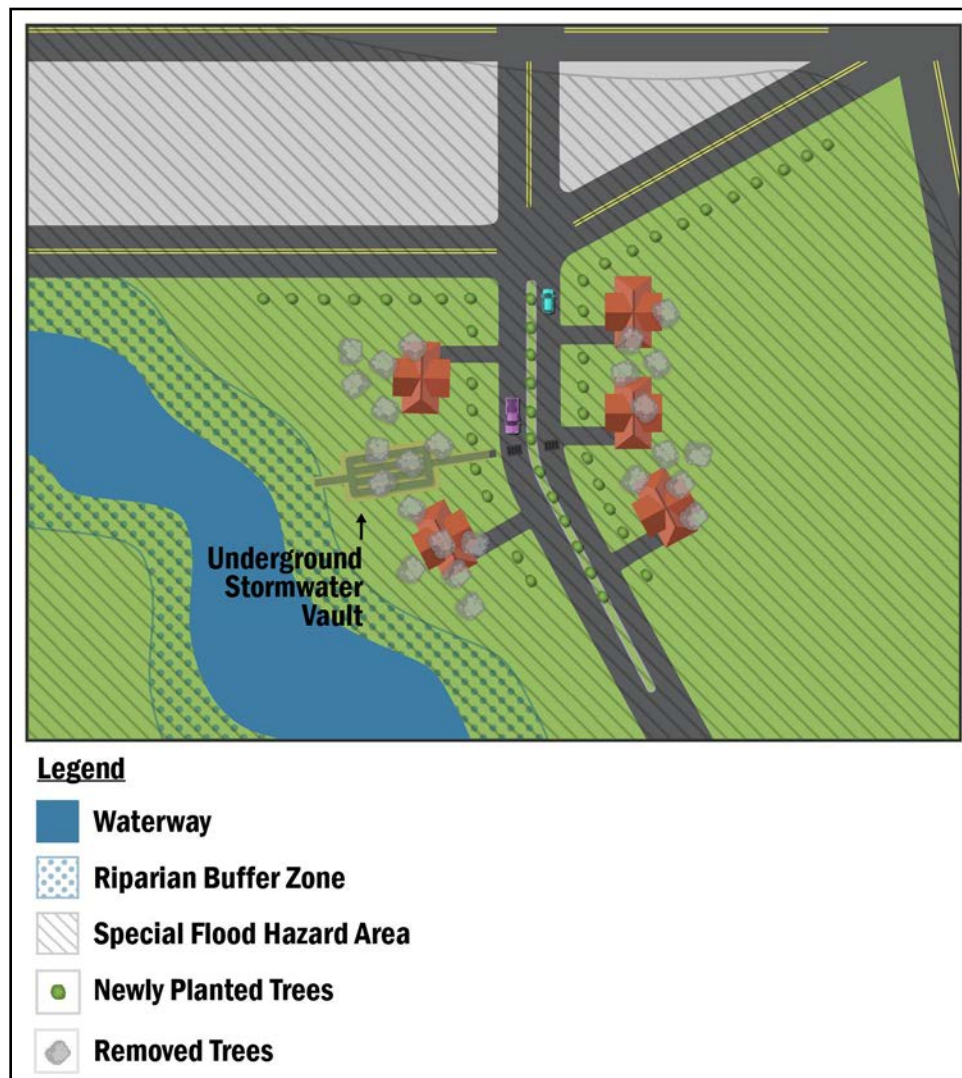 Underground
Stormwater
Vault
Legend
Waterway
Riparian Buffer Zone
Special Flood Hazard Area
Newly Planted Trees
Removed Trees